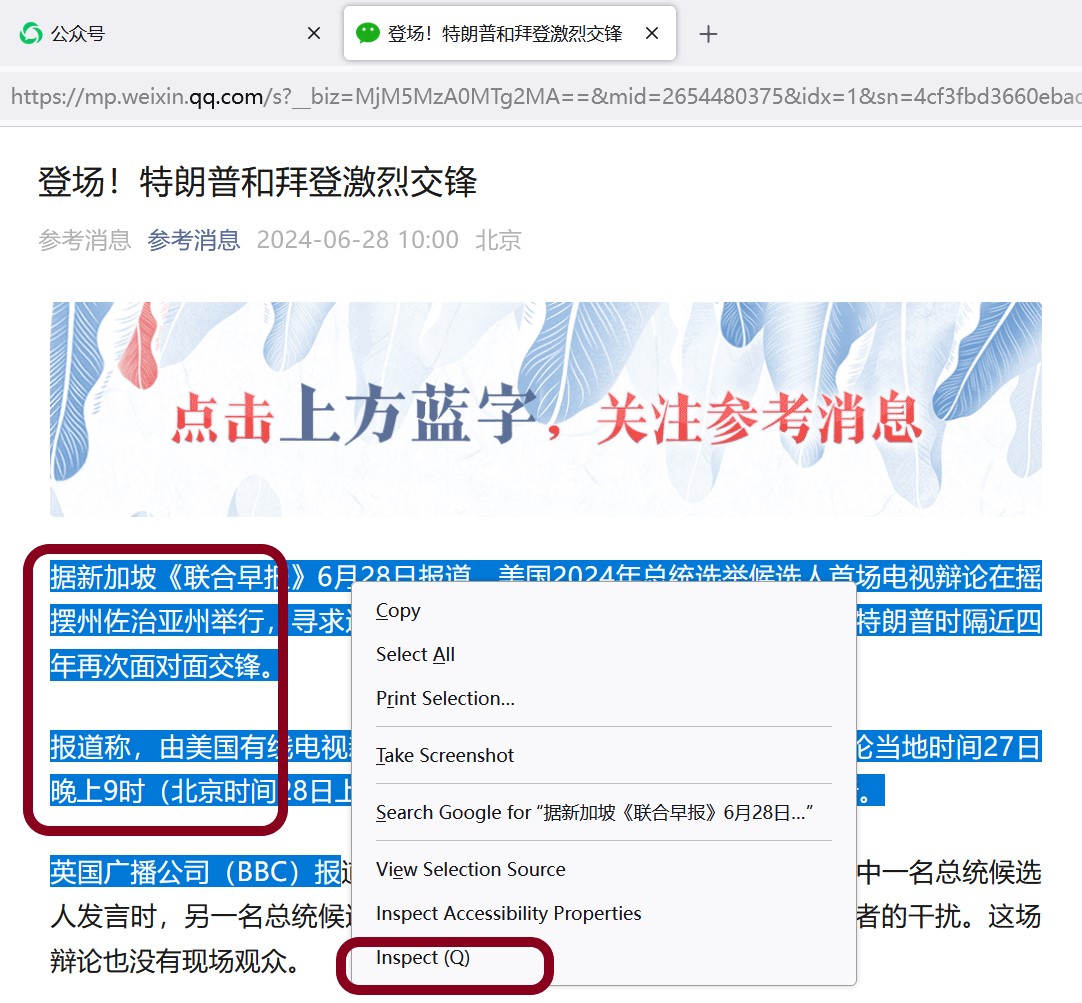 公众号
登场！特朗普和拜登激烈交锋
https://mp.weixin.qq.com/s?__biz=MjM5MzA0MTg2MA==&mid=2654480375&idx=1&sn=4cf3fbd3660ebac
登场！特朗普和拜登激烈交锋
参考消息 参考消息 2024-06-28 10:00 北京
点击上方蓝字，关注参考消息
据新加坡《联合早报》6月28日报道，美国2024年总统选举候选人首场电视辩论在摇
摆州佐治亚州举行，寻求 特朗普时隔近四
年再次面对面交锋。
报道称，由美国有线电视 论当地时间27日
晚上9时（北京时间28日上 。
英国广播公司（BBC）报道 中一名总统候选
人发言时，另一名总统候 者的干扰。这场
辩论也没有现场观众。
Copy
Select All
Print Selection...
Take Screenshot
Search Google for “据新加坡《联合早报》6月28日...”
View Selection Source
Inspect Accessibility Properties
Inspect (Q)